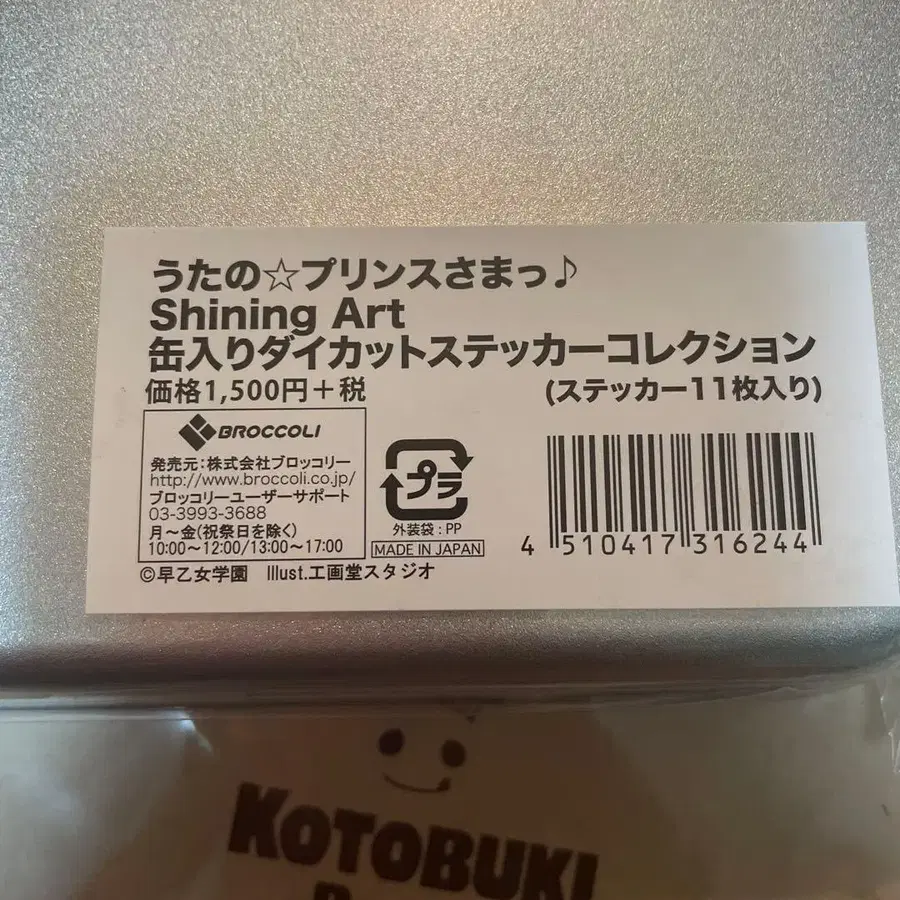 うたの☆プリンスさまっ♪
Shining Art
缶入りダイカットステッカーコレクション
価格1,500円+税 (ステッカー11枚入り)
BROCCOLI
発売元:株式会社ブロッコリー
http://www.broccoli.co.jp/
ブロッコリーユーザーサポート
03-3993-3688
月~金(祝祭日を除く)
10:00~12:00/13:00~17:00
プラ
外装袋:PP
MADE IN JAPAN
4 510417 316244
©早乙女学園 Illust.工画堂スタジオ
KOTOBUKI